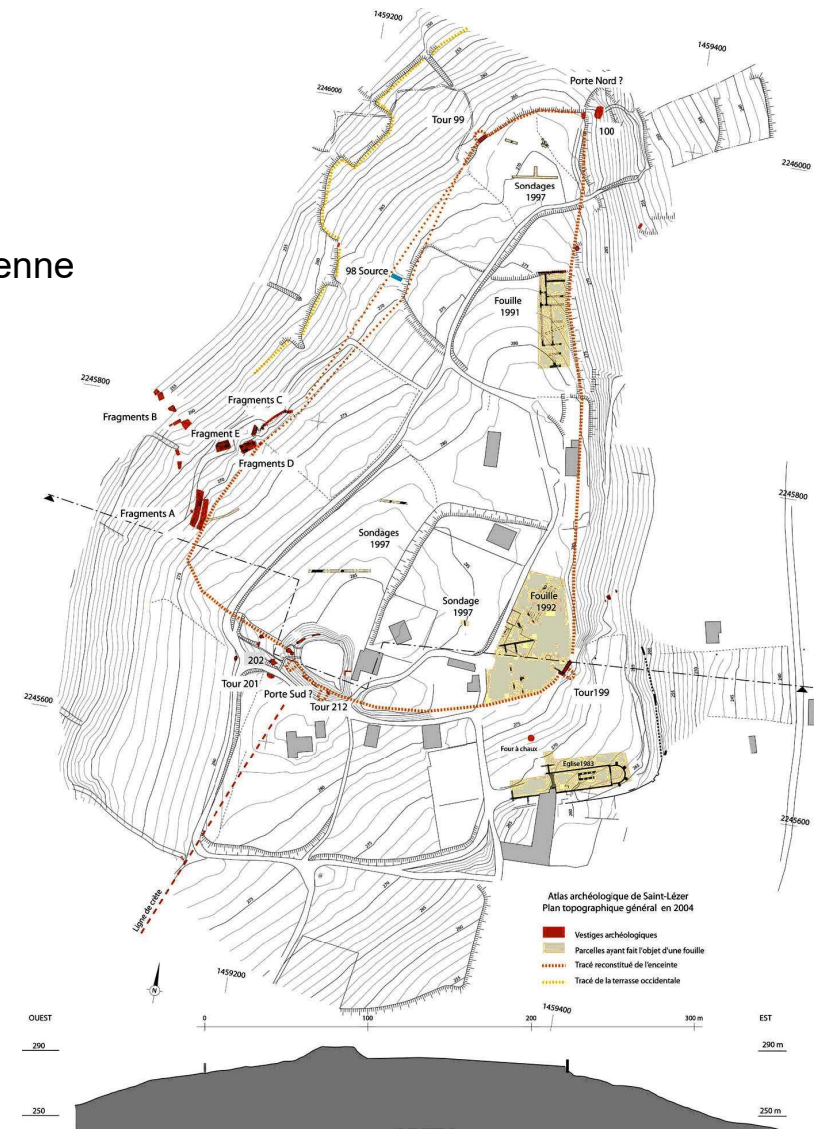 1459200
1459400
2246000
Porte Nord ?
Tour 99
100
2246000
Sondages
1997
enne
98 Source
Fouille
1991
2245800
Fragments C
Fragments B
Fragment E
Fragments D
2245800
Fragments A
Sondages
1997
Sondage
1997
Fouille
1992
202
Tour 201
Porte Sud ?
Tour 212
Tour199
2245600
Four à chaux
Eglise1983
2245600
Ligne de crête
Atlas archéologique de Saint-Lézer
Plan topographique général en 2004
Vestiges archéologiques
Parcelles ayant fait l'objet d'une fouille
Tracé reconstitué de l'enceinte
Tracé de la terrasse occidentale
N
1459200
1459400
OUEST
0
100
200
300 m
EST
290
290 m
250
250 m